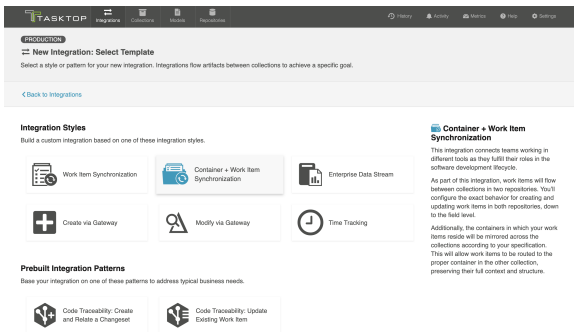 TASKTOP
Integrations
Collections
Models
Repositories
History
Activity
Metrics
Help
Settings
PRODUCTION
New Integration: Select Template
Select a style or pattern for your new integration. Integrations flow artifacts between collections to achieve a specific goal.
Back to Integrations
Integration Styles
Build a custom integration based on one of these integration styles.
Work Item Synchronization
Container + Work Item
Synchronization
Enterprise Data Stream
Create via Gateway
Modify via Gateway
Time Tracking
Prebuilt Integration Patterns
Base your integration on one of these patterns to address typical business needs.
Code Traceability: Create
and Relate a Changeset
Code Traceability: Update
Existing Work Item
Container + Work Item
Synchronization
This integration connects teams working in
different tools as they fulfill their roles in the
software development lifecycle.
As part of this integration, work items will flow
between collections in two repositories. You'll
configure the exact behavior for creating and
updating work items in both repositories, down
to the field level.
Additionally, the containers in which your work
items reside will be mirrored across the
collections according to your specification.
This will allow work items to be routed to the
proper container in the other collection,
preserving their full context and structure.